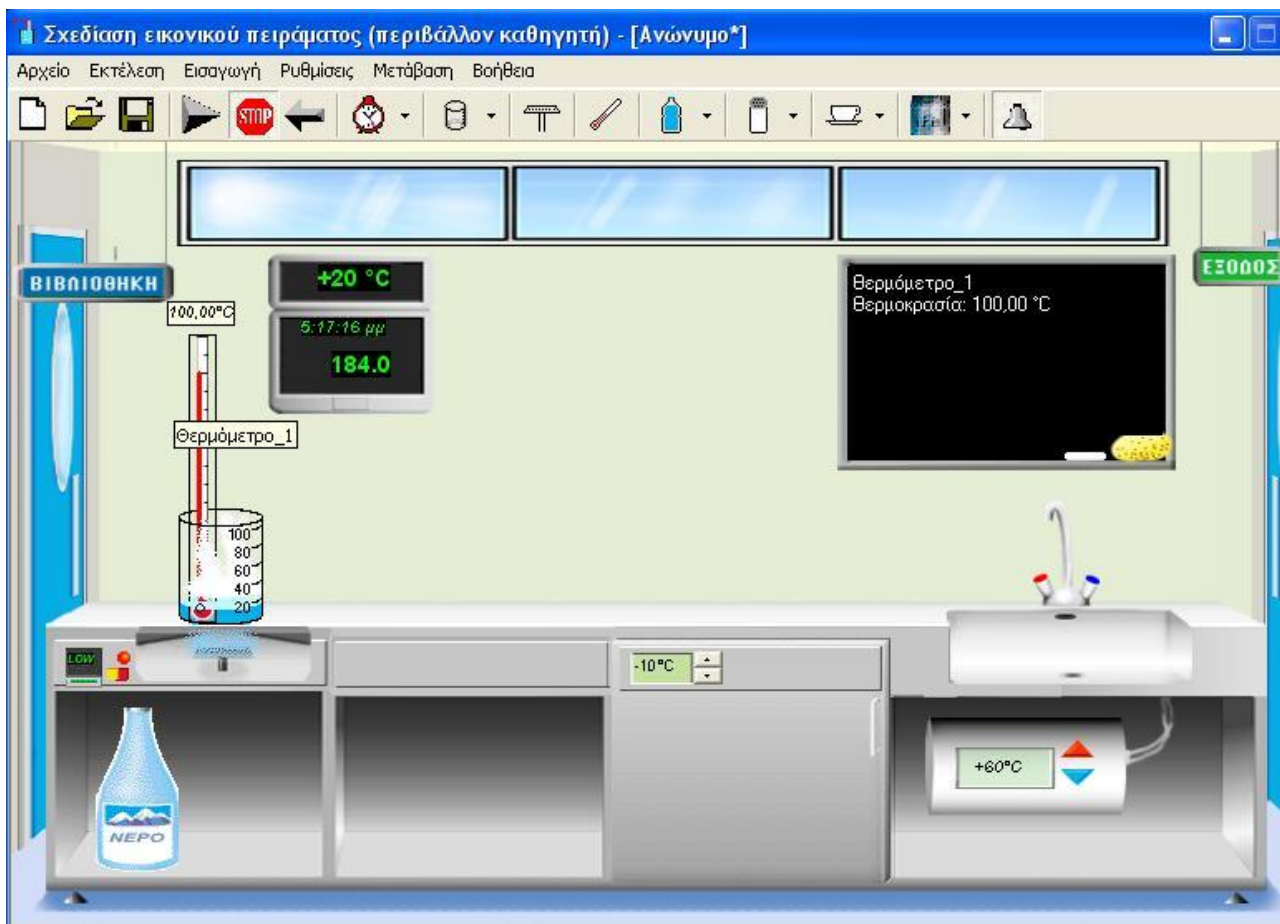 Σχεδίαση εικονικού πειράματος (περιβάλλον καθηγητή) - [Ανώνυμο*]
Αρχείο Εκτέλεση Εισαγωγή Ρυθμίσεις Μετάβαση Βοήθεια
STOP
ΒΙΒΛΙΟΘΗΚΗ
+20 °C
5:17:16 μμ
184.0
Θερμόμετρο_1
Θερμοκρασία: 100,00 °C
ΕΞΟΔΟΣ
100,00°C
Θερμόμετρο_1
100
80
60
40
20
LOW
-10°C
+60°C
ΝΕΡΟ